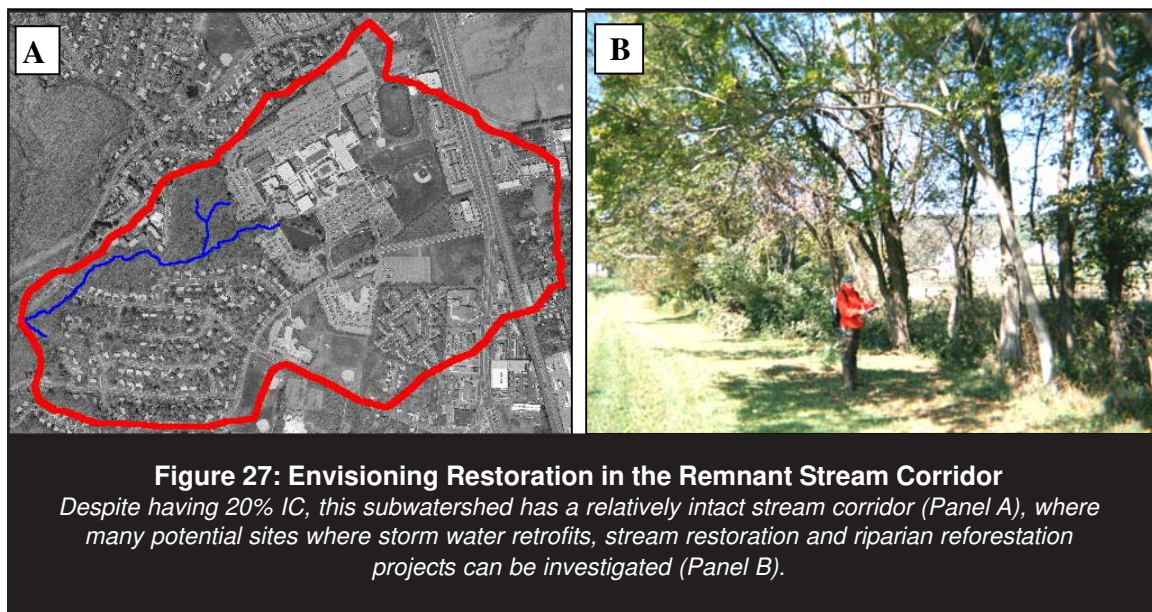 A
B
Figure 27: Envisioning Restoration in the Remnant Stream Corridor
Despite having 20% IC, this subwatershed has a relatively intact stream corridor (Panel A), where
many potential sites where storm water retrofits, stream restoration and riparian reforestation
projects can be investigated (Panel B).